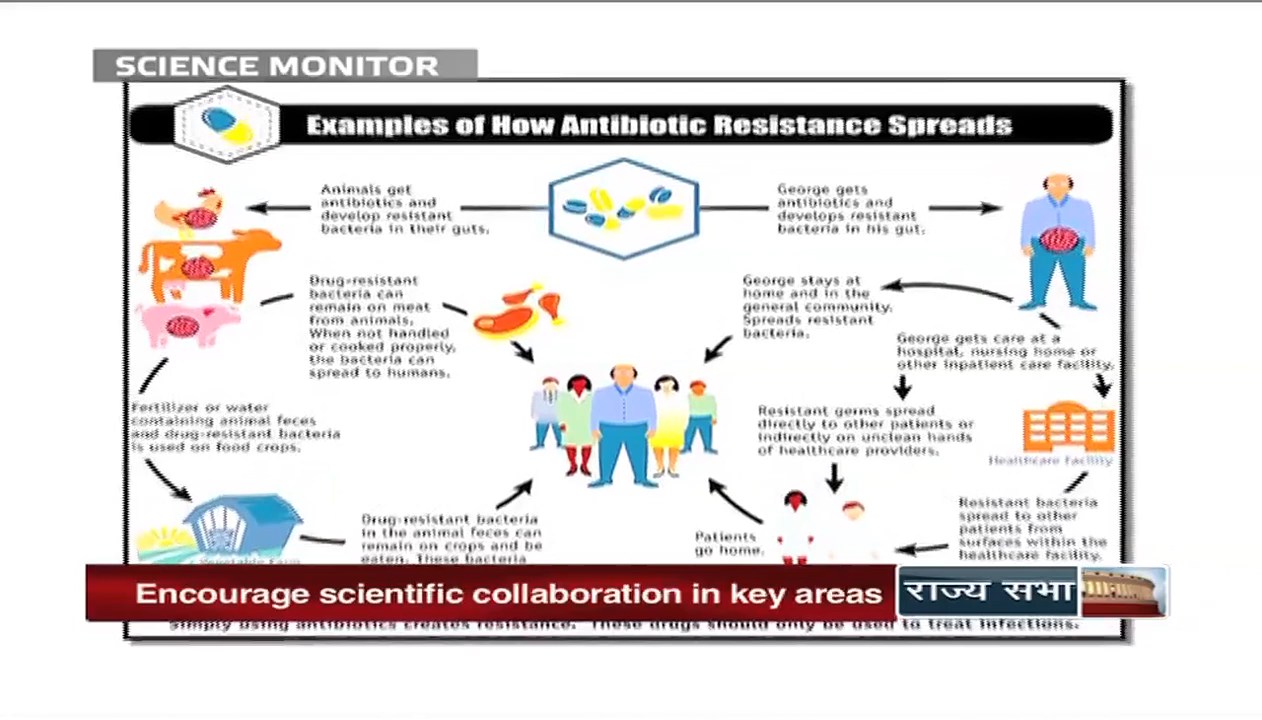 SCIENCE MONITOR
Examples of How Antibiotic Resistance Spreads
Animals get
antibiotics and
develop resistant
bacteria in their guts.
George gets
antibiotics and
develops resistant
bacteria in his gut.
Drug-resistant
bacteria can
remain on meat
from animals.
When not handled
or cooked properly,
the bacteria can
spread to humans.
George stays at
home and in the
general community.
Spreads resistant
bacteria.
George gets care at a
hospital, nursing home or
other inpatient care facility.
Fertilizer or water
containing animal feces
and drug-resistant bacteria
is used on food crops.
Resistant germs spread
directly to other patients or
indirectly on unclean hands
of healthcare providers.
Healthcare Facility
Drug-resistant bacteria
in the animal feces can
remain on crops and be
eaten. These bacteria
Patients
go home.
Resistant bacteria
spread to other
patients from
surfaces within the
healthcare facility.
Vegetable Farm
Encourage scientific collaboration in key areas
राज्य सभा
Simply using antibiotics creates resistance. These drugs should only be used to treat infections.